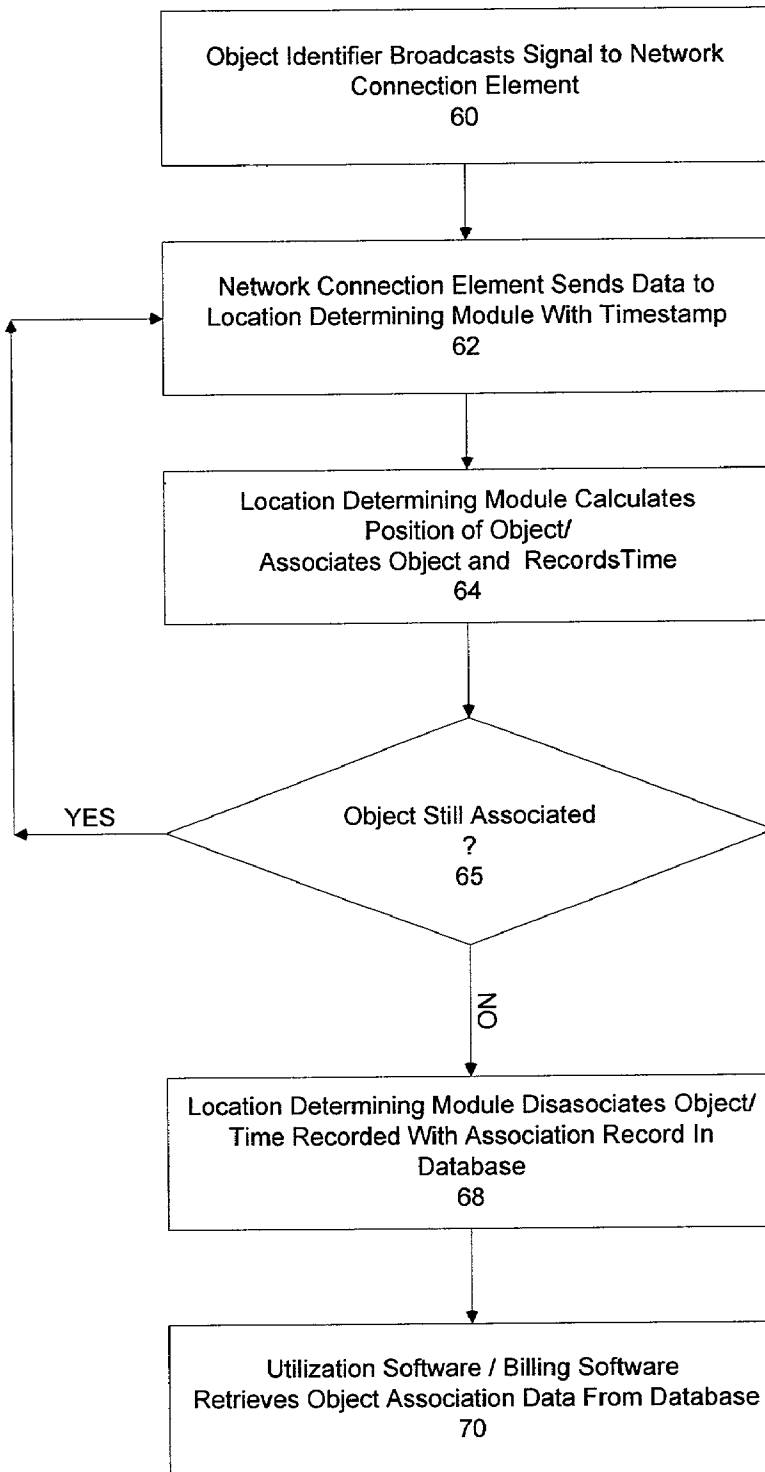 Object Identifier Broadcasts Signal to Network
Connection Element
60
Network Connection Element Sends Data to
Location Determining Module With Timestamp
62
Location Determining Module Calculates
Position of Object/
Associates Object and RecordsTime
64
YES
Object Still Associated
?
65
NO
Location Determining Module Disasociates Object/
Time Recorded With Association Record In
Database
68
Utilization Software / Billing Software
Retrieves Object Association Data From Database
70